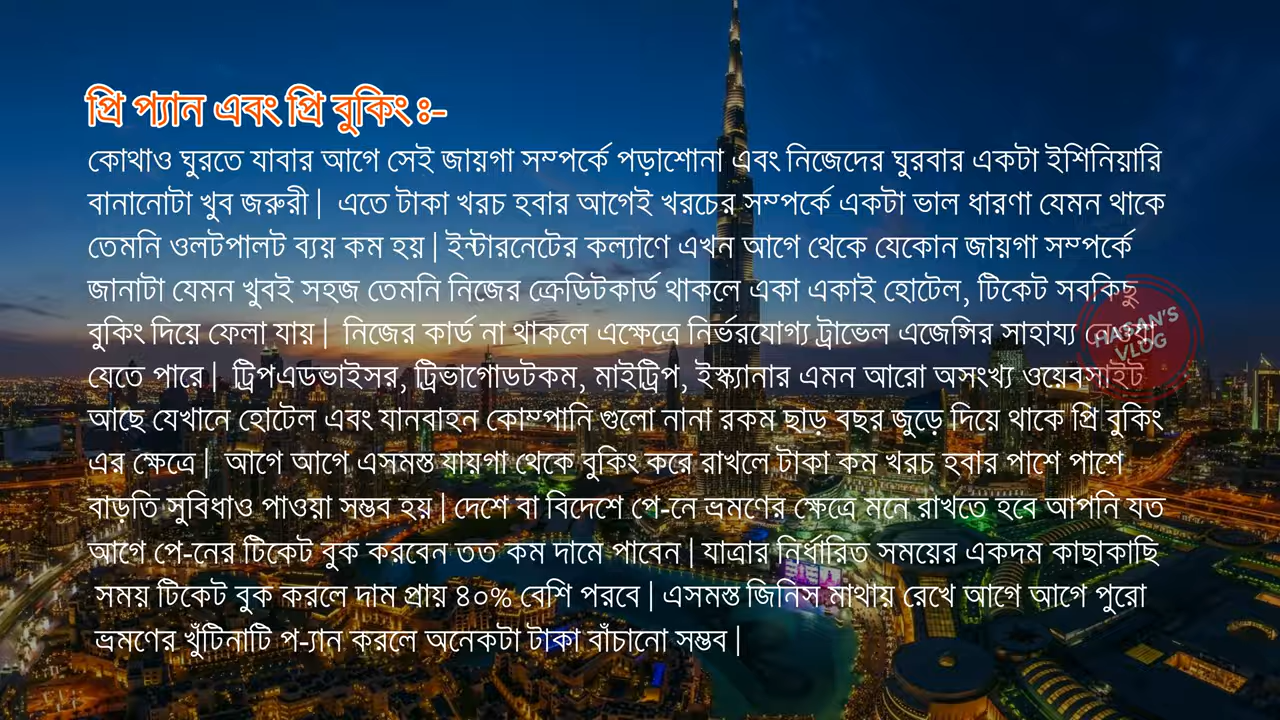 প্রি প্যান এবং প্রি বুকিং ঃ-
কোথাও ঘুরতে যাবার আগে সেই জায়গা সম্পর্কে পড়াশোনা এবং নিজেদের ঘুরবার একটা ইশিনিয়ারি
বানানোটা খুব জরুরী | এতে টাকা খরচ হবার আগেই খরচের সম্পর্কে একটা ভাল ধারণা যেমন থাকে
তেমনি ওলটপালট ব্যয় কম হয় | ইন্টারনেটের কল্যাণে এখন আগে থেকে যেকোন জায়গা সম্পর্কে
জানাটা যেমন খুবই সহজ তেমনি নিজের ক্রেডিটকার্ড থাকলে একা একাই হোটেল, টিকেট সবকিছু
বুকিং দিয়ে ফেলা যায় | নিজের কার্ড না থাকলে এক্ষেত্রে নির্ভরযোগ্য ট্রাভেল এজেন্সির সাহায্য নেওয়া
যেতে পারে | ট্রিপএডভাইসর, ট্রিভাগোডটকম, মাইট্রিপ, ইস্ক্যানার এমন আরো অসংখ্য ওয়েবসাইট
আছে যেখানে হোটেল এবং যানবাহন কোম্পানি গুলো নানা রকম ছাড় বছর জুড়ে দিয়ে থাকে প্রি বুকিং
এর ক্ষেত্রে | আগে আগে এসমস্ত যায়গা থেকে বুকিং করে রাখলে টাকা কম খরচ হবার পাশে পাশে
বাড়তি সুবিধাও পাওয়া সম্ভব হয় | দেশে বা বিদেশে পে-নে ভ্রমণের ক্ষেত্রে মনে রাখতে হবে আপনি যত
আগে পে-নের টিকেট বুক করবেন তত কম দামে পাবেন | যাত্রার নির্ধারিত সময়ের একদম কাছাকাছি
সময় টিকেট বুক করলে দাম প্রায় ৪০% বেশি পরবে | এসমস্ত জিনিস মাথায় রেখে আগে আগে পুরো
ভ্রমণের খুঁটিনাটি প-্যান করলে অনেকটা টাকা বাঁচানো সম্ভব |
HASAN'S
VLOG